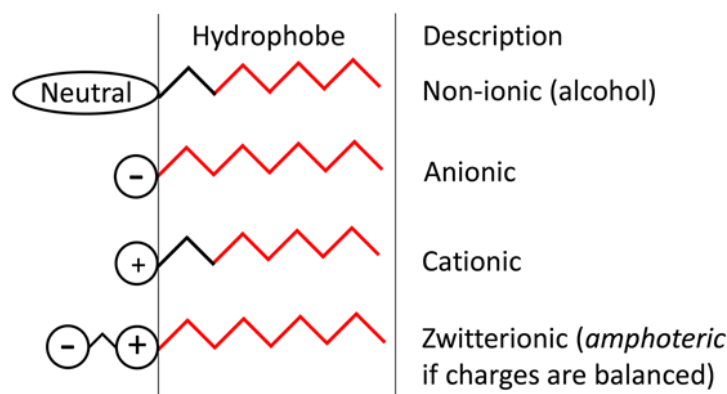 Hydrophobe Description
Neutral Non-ionic (alcohol)
- Anionic
+ Cationic
- + Zwitterionic (amphoteric
if charges are balanced)